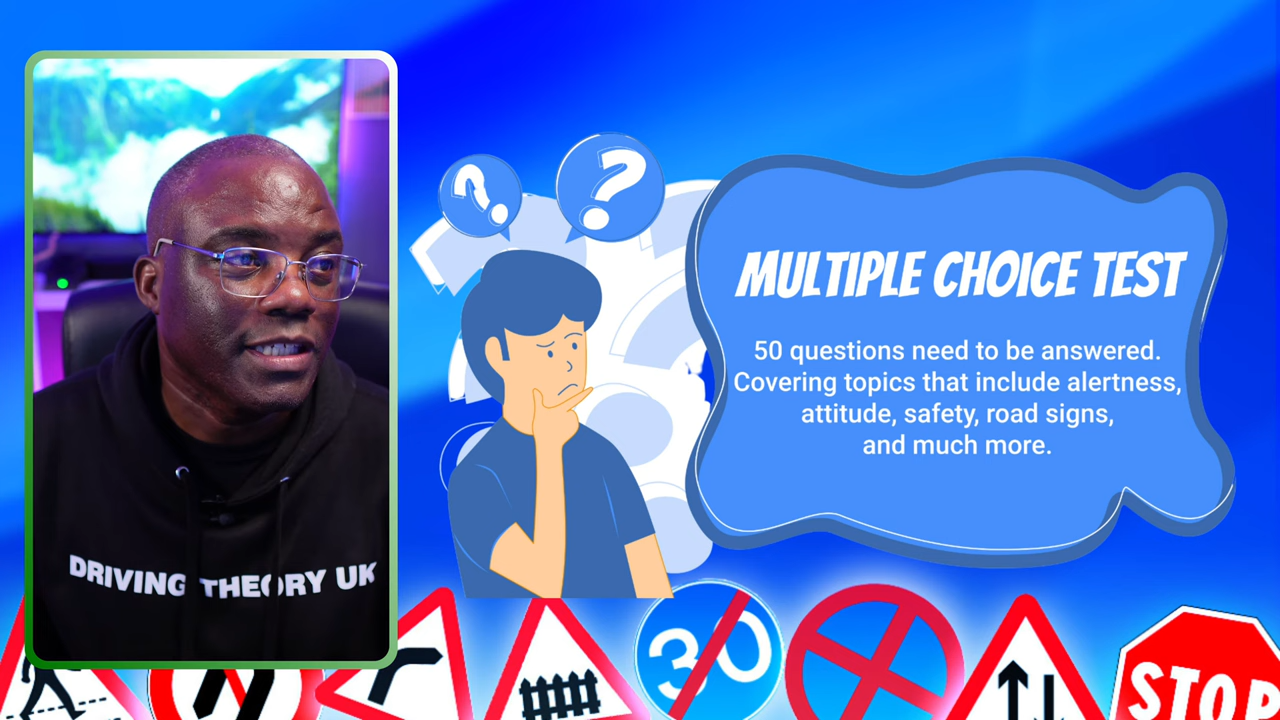 DRIVING THEORY UK
? ?
MULTIPLE CHOICE TEST
50 questions need to be answered.
Covering topics that include alertness,
attitude, safety, road signs,
and much more.
30
STOP